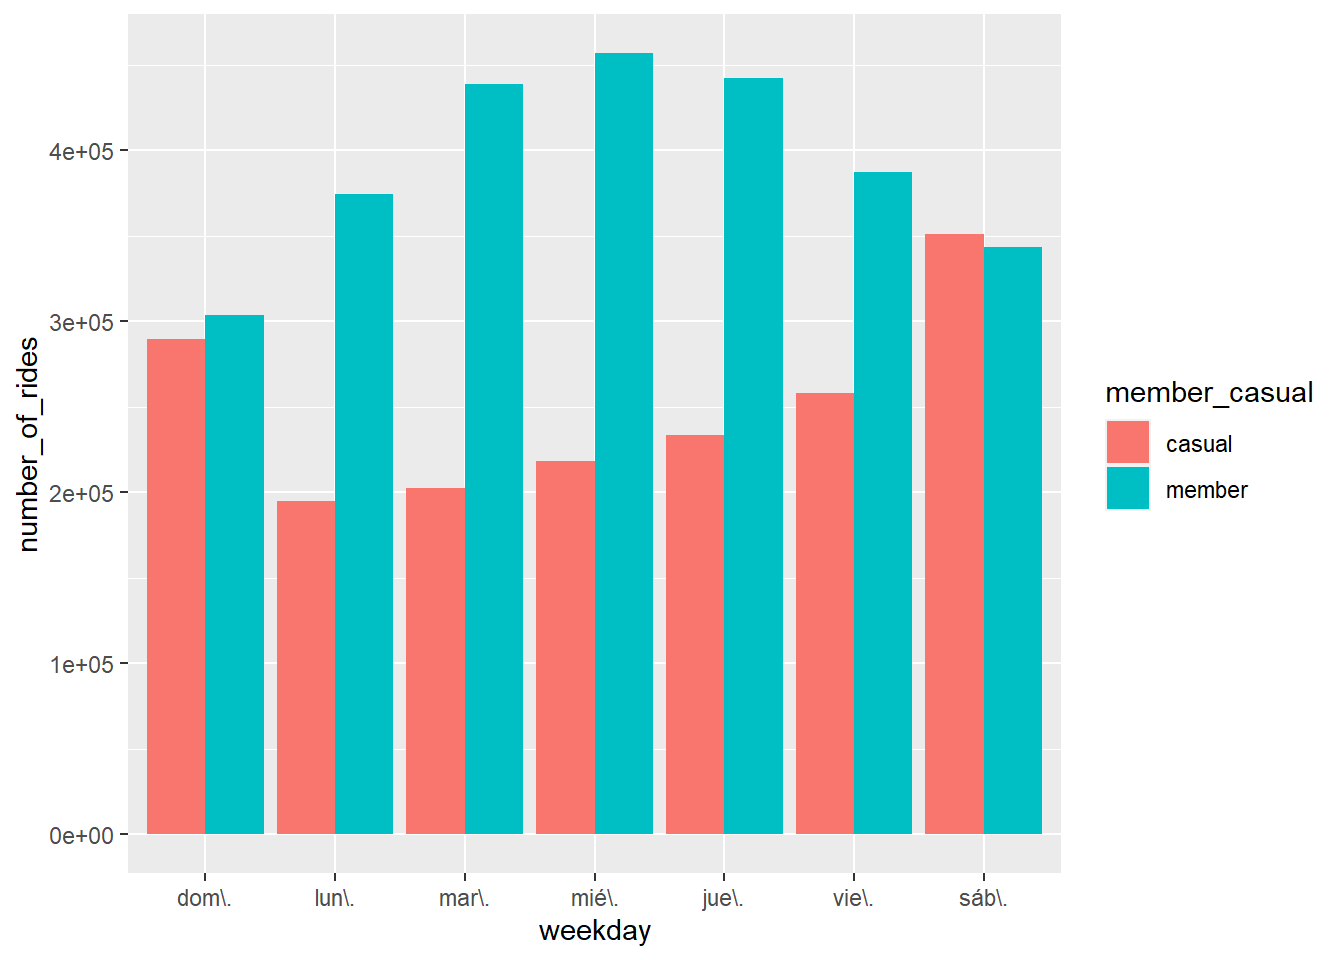 number_of_rides
4e+05
3e+05
2e+05
1e+05
0e+00
dom\. lun\. mar\. mié\. jue\. vie\. sáb\.
weekday
member_casual
casual
member